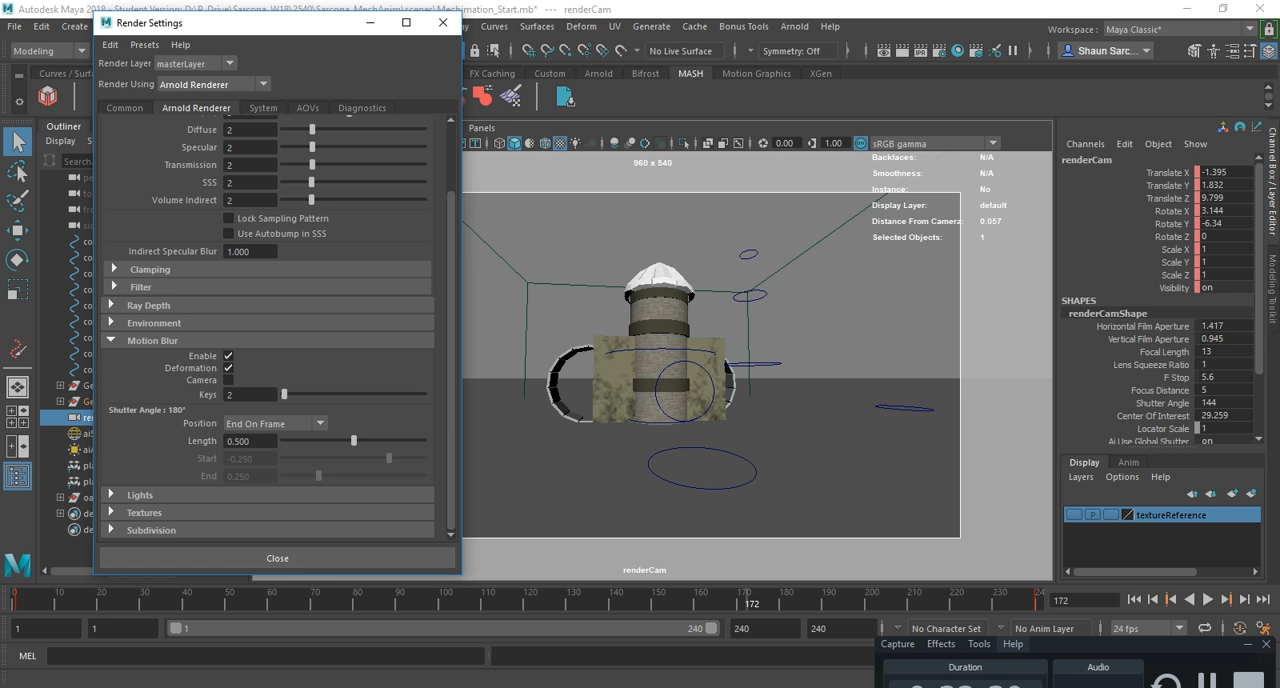 Autodesk Maya 2018 - Student Version: D:\R_Drive\Sarcona_W18\2540\Sarcona_MechAnim\scenes\Mechimation_Start.mb* --- renderCam
Render Settings
File Edit Create
Curves Surfaces Deform UV Generate Cache Bonus Tools Arnold Help
Workspace: Maya Classic*
Edit Presets Help
Modeling
No Live Surface
Symmetry: Off
Shaun Sarc...
Render Layer masterLayer
Curves / Surf
FX Caching Custom Arnold Bifrost MASH Motion Graphics XGen
Render Using Arnold Renderer
Common Arnold Renderer System AOVs Diagnostics
Outliner
Display
Search
Panels
0.00 1.00 sRGB gamma
Diffuse 2
Specular 2
Transmission 2
SSS 2
Volume Indirect 2
Lock Sampling Pattern
Use Autobump in SSS
Indirect Specular Blur 1.000
Clamping
Filter
Ray Depth
Environment
Motion Blur
Enable
Deformation
Camera
Keys 2
Shutter Angle : 180°
Position End On Frame
Length 0.500
Start -0.250
End 0.250
Lights
Textures
Subdivision
Close
960 x 540
Backfaces: N/A
Smoothness: N/A
Instance: No
Display Layer: default
Distance From Camera: 0.057
Selected Objects: 1
renderCam
Channels Edit Object Show
renderCam
Translate X -1.395
Translate Y 1.832
Translate Z 9.799
Rotate X 3.144
Rotate Y -6.34
Rotate Z 0
Scale X 1
Scale Y 1
Scale Z 1
Visibility on
SHAPES
renderCamShape
Horizontal Film Aperture 1.417
Vertical Film Aperture 0.945
Focal Length 13
Lens Squeeze Ratio 1
F Stop 5.6
Focus Distance 5
Shutter Angle 144
Center Of Interest 29.259
Locator Scale 1
Ai Use Global Shutter on
Channel Box / Layer Editor
Modeling Toolkit
Display Anim
Layers Options Help
P textureReference
0 10 20 30 40 50 60 70 80 90 100 110 120 130 140 150 160 170 180 190 200 210 220 230 24
172
172
1 1 1 240 240 240
No Character Set
No Anim Layer
24 fps
MEL
Capture Effects Tools Help
Duration
Audio